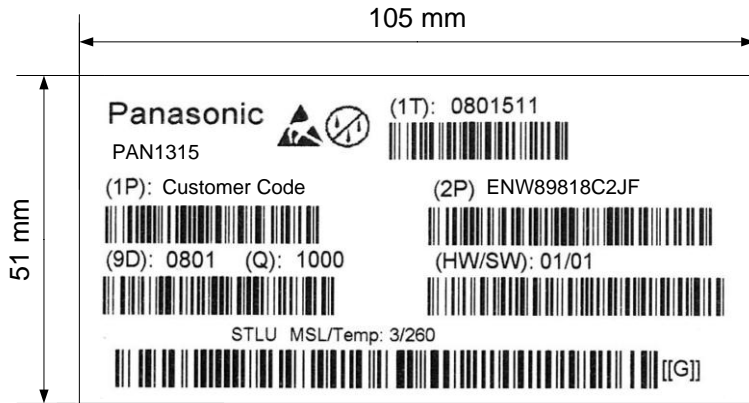 105 mm
51 mm
Panasonic
PAN1315
(1T): 0801511
(1P): Customer Code
(2P) ENW89818C2JF
(9D): 0801 (Q): 1000
(HW/SW): 01/01
STLU MSL/Temp: 3/260
[[G]]